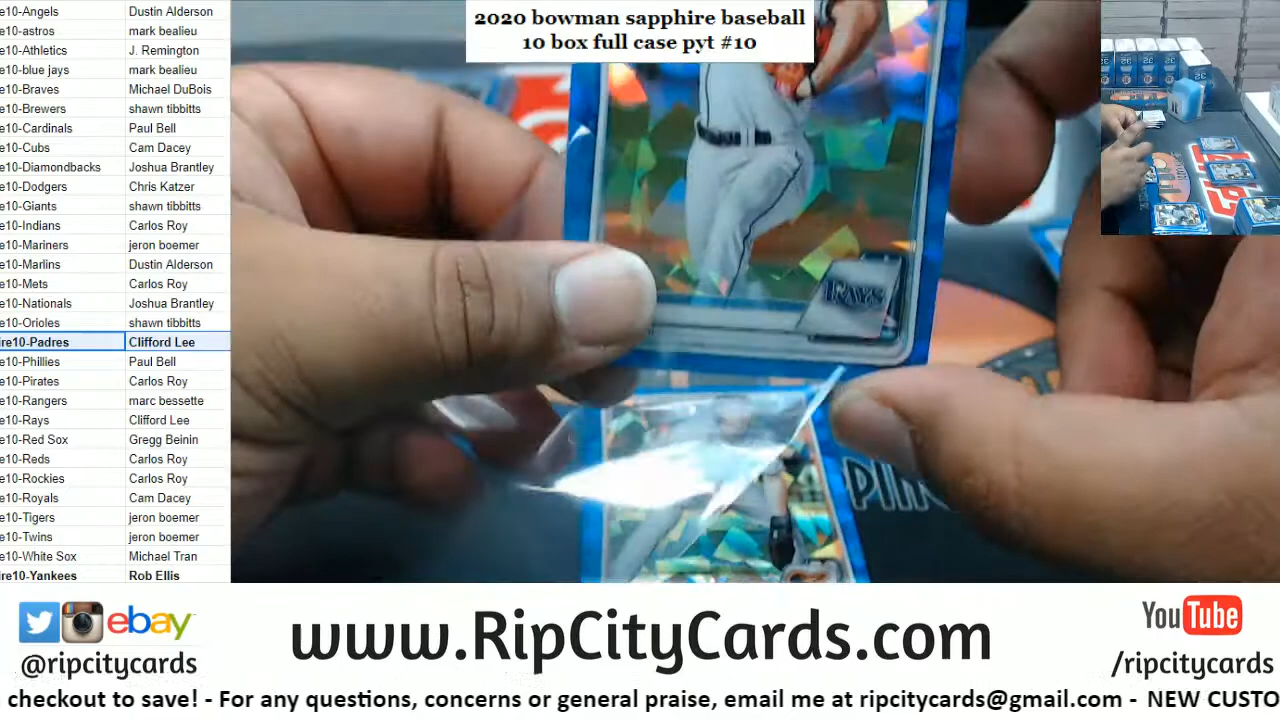 2020 bowman sapphire baseball
10 box full case pyt #10
e10-Angels Dustin Alderson
e10-astros mark bealieu
e10-Athletics J. Remington
e10-blue jays mark bealieu
e10-Braves Michael DuBois
e10-Brewers shawn tibbitts
e10-Cardinals Paul Bell
e10-Cubs Cam Dacey
e10-Diamondbacks Joshua Brantley
e10-Dodgers Chris Katzer
e10-Giants shawn tibbitts
e10-Indians Carlos Roy
e10-Mariners jeron boemer
e10-Marlins Dustin Alderson
e10-Mets Carlos Roy
e10-Nationals Joshua Brantley
e10-Orioles shawn tibbitts
ire10-Padres Clifford Lee
e10-Phillies Paul Bell
e10-Pirates Carlos Roy
e10-Rangers marc bessette
e10-Rays Clifford Lee
e10-Red Sox Gregg Beinin
e10-Reds Carlos Roy
e10-Rockies Carlos Roy
e10-Royals Cam Dacey
e10-Tigers jeron boemer
e10-Twins jeron boemer
e10-White Sox Michael Tran
ire10-Yankees Rob Ellis
RAYS
ebay
@ripcitycards
www.RipCityCards.com
YouTube
/ripcitycards
checkout to save! - For any questions, concerns or general praise, email me at ripcitycards@gmail.com - NEW CUSTO